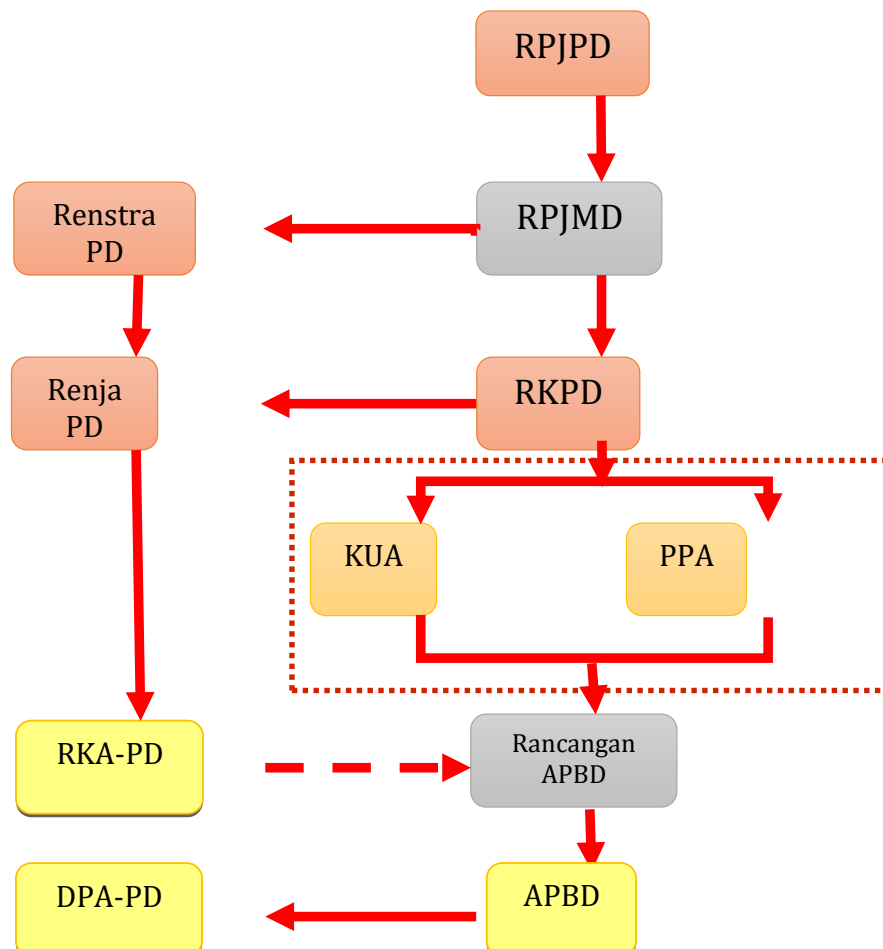 RPJPD
RPJMD
Renstra
PD
RKPD
Renja
PD
KUA
PPA
RKA-PD
Rancangan
APBD
DPA-PD
APBD